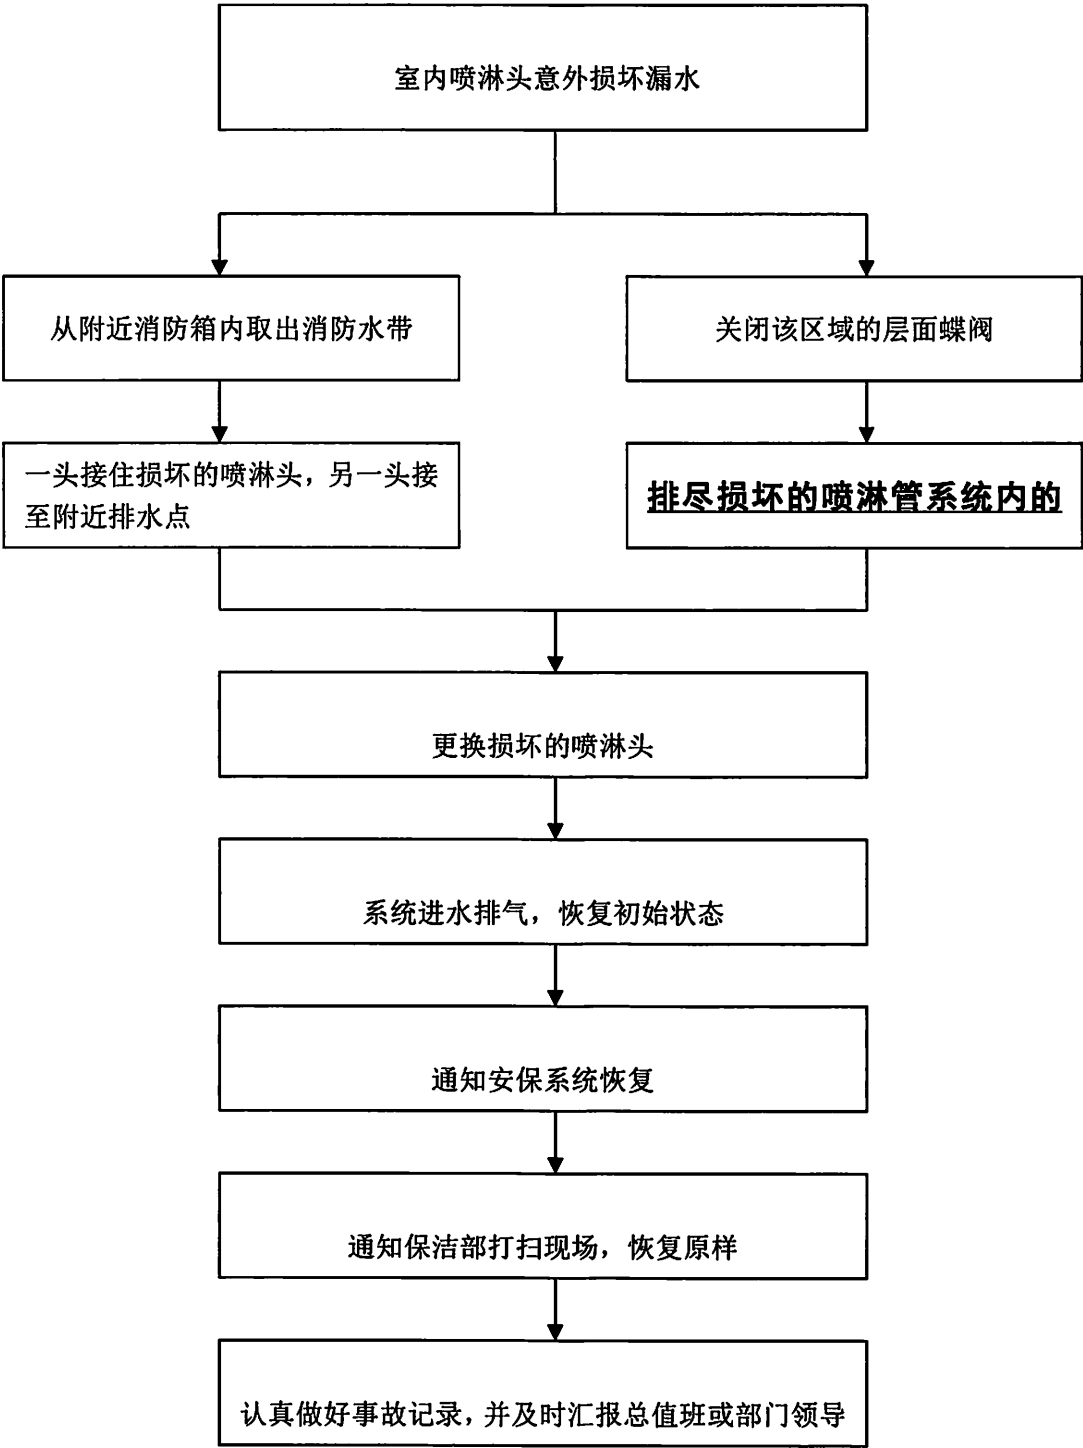 室内喷淋头意外损坏漏水
从附近消防箱内取出消防水带
关闭该区域的层面蝶阀
一头接住损坏的喷淋头，另一头接
至附近排水点
排尽损坏的喷淋管系统内的
更换损坏的喷淋头
系统进水排气，恢复初始状态
通知安保系统恢复
通知保洁部打扫现场，恢复原样
认真做好事故记录，并及时汇报总值班或部门领导